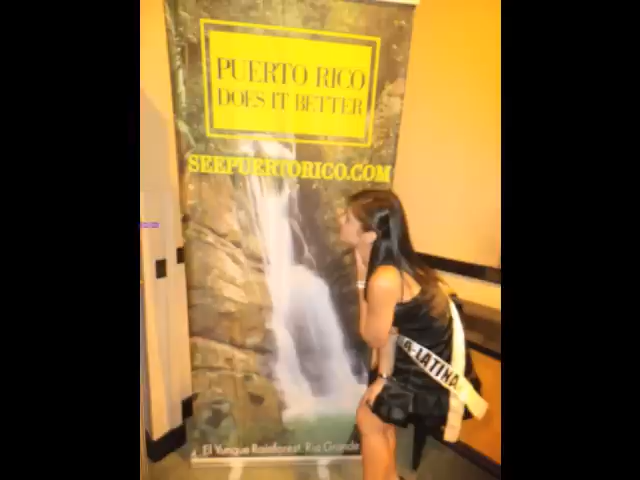 PUERTO RICO
DOES IT BETTER
SEEPUERTORICO.COM
A-LATINA
El Yunque Rainforest, Rio Grande